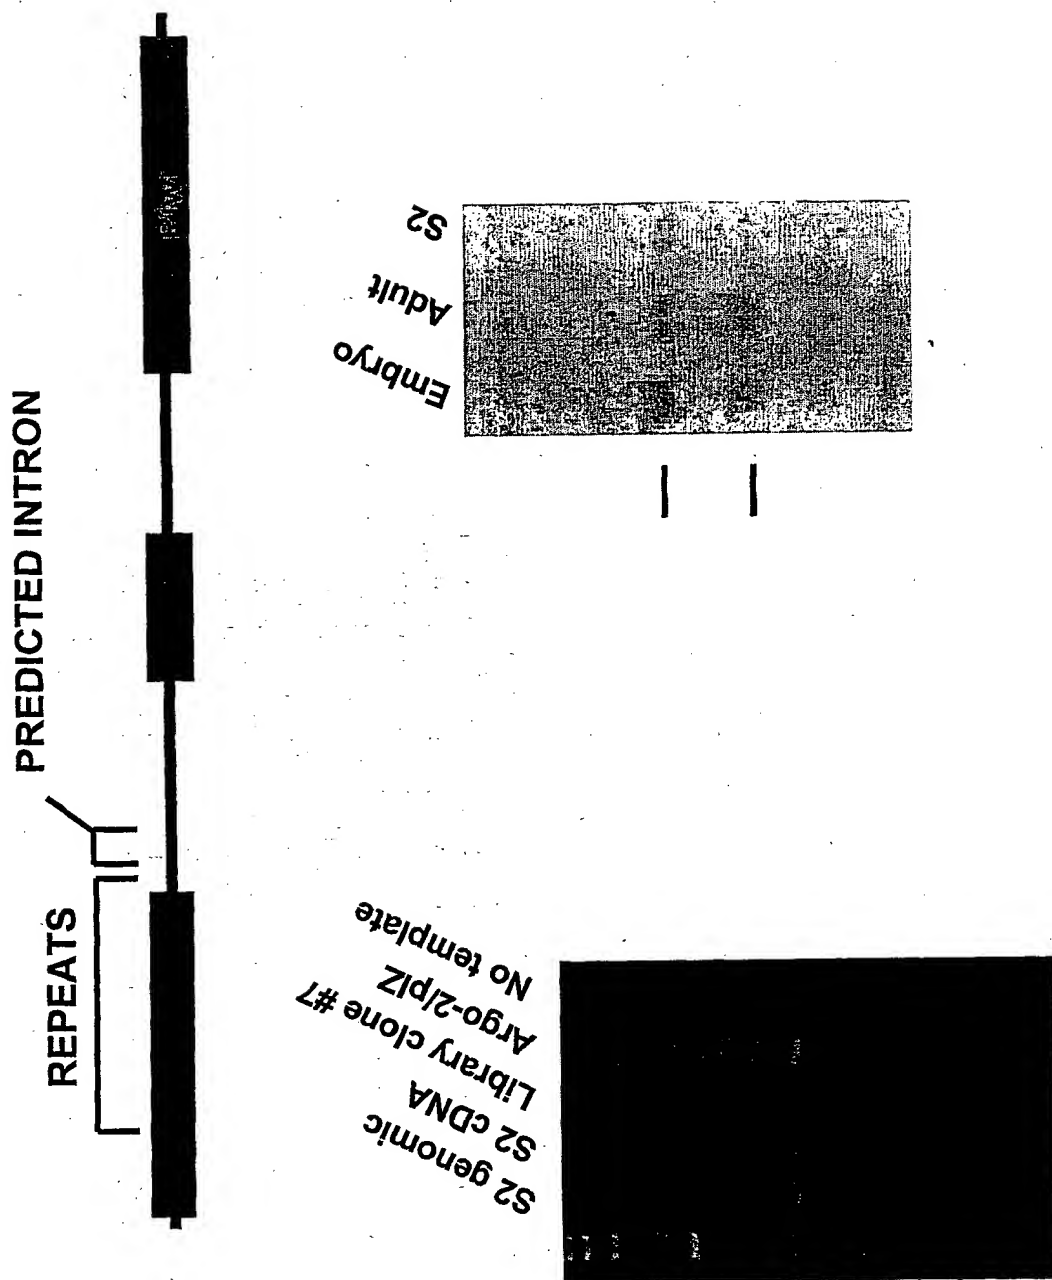 PREDICTED INTRON
REPEATS
S2
Adult
Embryo
No template
Argo-2/pIZ
Library clone #7
S2 cDNA
S2 genomic